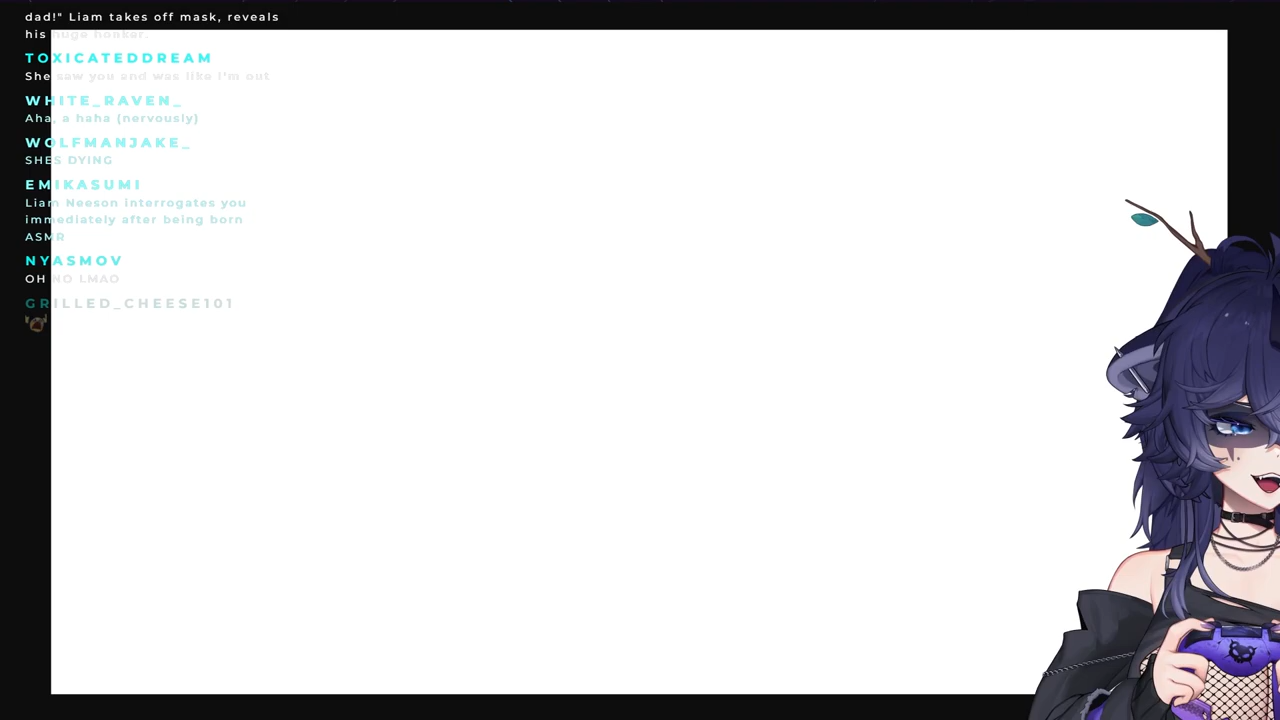 dad!" Liam takes off mask, reveals
his huge honker.
TOXICATEDDREAM
She saw you and was like I'm out
WHITE_RAVEN_
Aha, a haha (nervously)
WOLFMANJAKE_
SHES DYING
EMIKASUMI
Liam Neeson interrogates you
immediately after being born
ASMR
NYASMOV
OH NO LMAO
GRILLED_CHEESE101